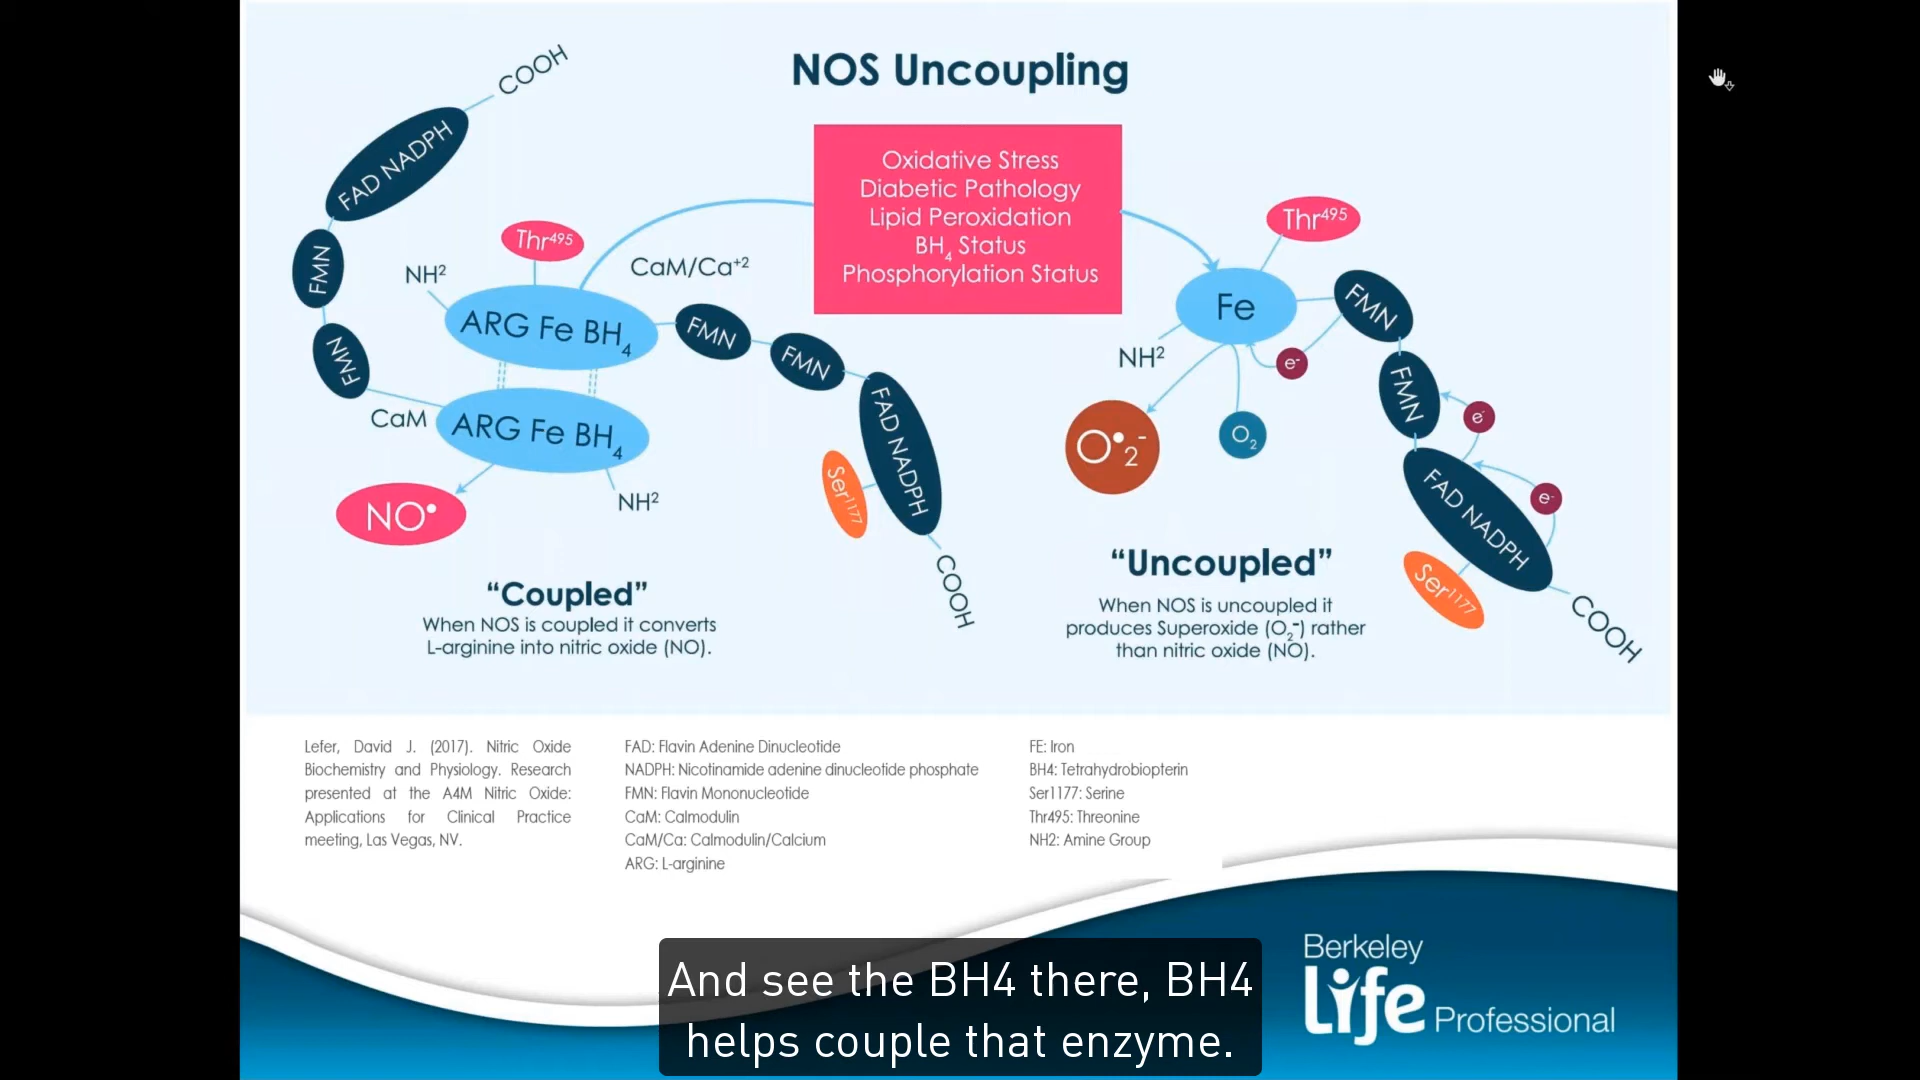 NOS Uncoupling
COOH
FAD NADPH
FMN
FMN
NH²
Thr⁴⁹⁵
CaM/Ca⁺²
ARG Fe BH₄
FMN
FMN
FAD NADPH
Ser¹¹⁷⁷
COOH
CaM
ARG Fe BH₄
NH²
NO•
Oxidative Stress
Diabetic Pathology
Lipid Peroxidation
BH₄ Status
Phosphorylation Status
Thr⁴⁹⁵
Fe
FMN
NH²
e⁻
FMN
e⁻
O•₂⁻
O₂
FAD NADPH
e⁻
Ser¹¹⁷⁷
COOH
“Coupled”
When NOS is coupled it converts
L-arginine into nitric oxide (NO).
“Uncoupled”
When NOS is uncoupled it
produces Superoxide (O₂⁻) rather
than nitric oxide (NO).
Lefer, David J. (2017). Nitric Oxide
Biochemistry and Physiology. Research
presented at the A4M Nitric Oxide:
Applications for Clinical Practice
meeting, Las Vegas, NV.
FAD: Flavin Adenine Dinucleotide
NADPH: Nicotinamide adenine dinucleotide phosphate
FMN: Flavin Mononucleotide
CaM: Calmodulin
CaM/Ca: Calmodulin/Calcium
ARG: L-arginine
FE: Iron
BH4: Tetrahydrobiopterin
Ser1177: Serine
Thr495: Threonine
NH2: Amine Group
Berkeley
Life Professional
And see the BH4 there, BH4
helps couple that enzyme.